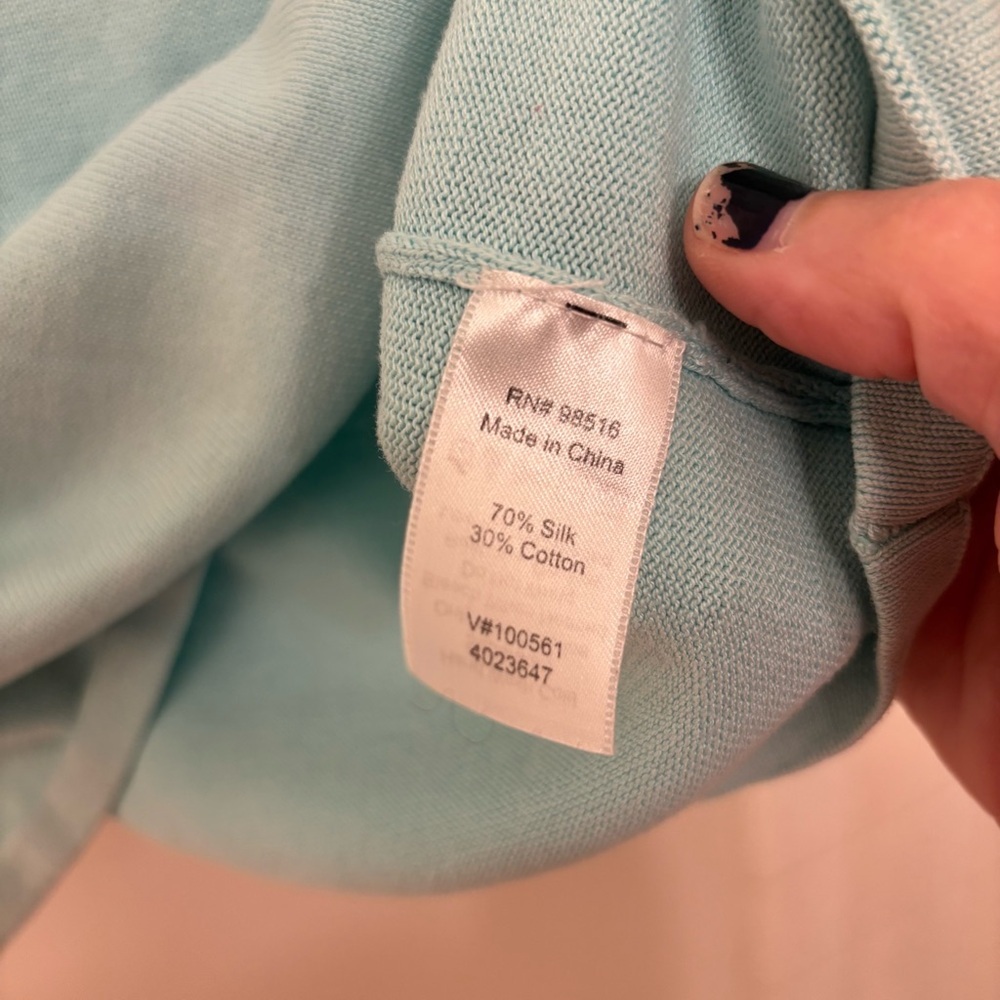 RN# 98516
Made in China
70% Silk
30% Cotton
V#100561
4023647